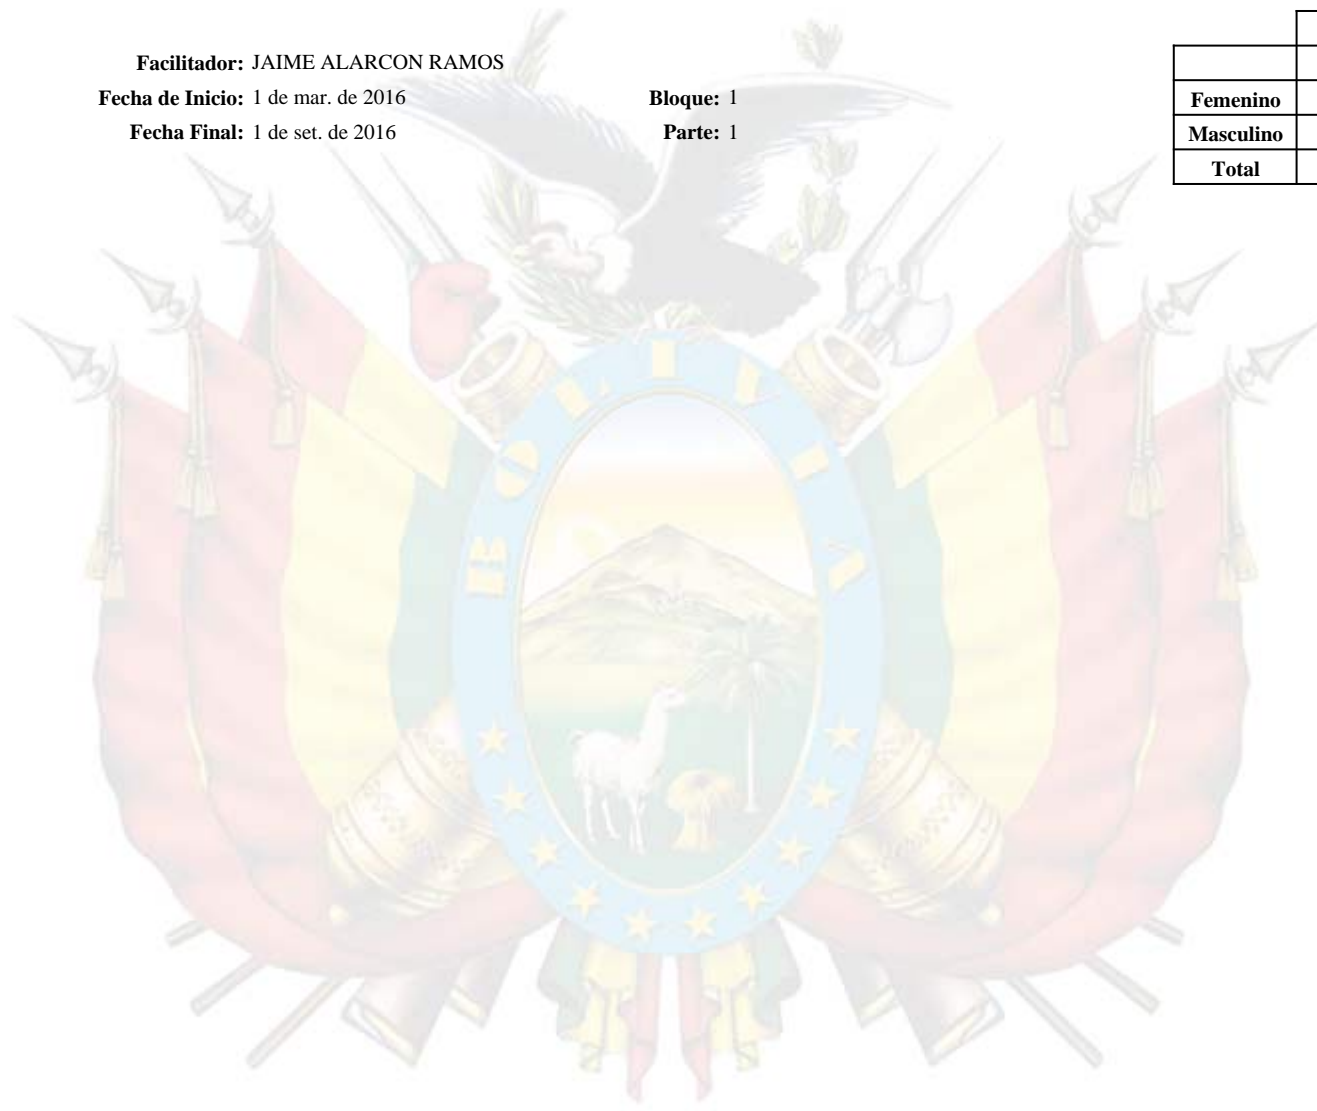 Facilitador: JAIME ALARCON RAMOS
Fecha de Inicio: 1 de mar. de 2016 Bloque: 1
Fecha Final: 1 de set. de 2016 Parte: 1
Femenino
Masculino
Total
BOLIVIA